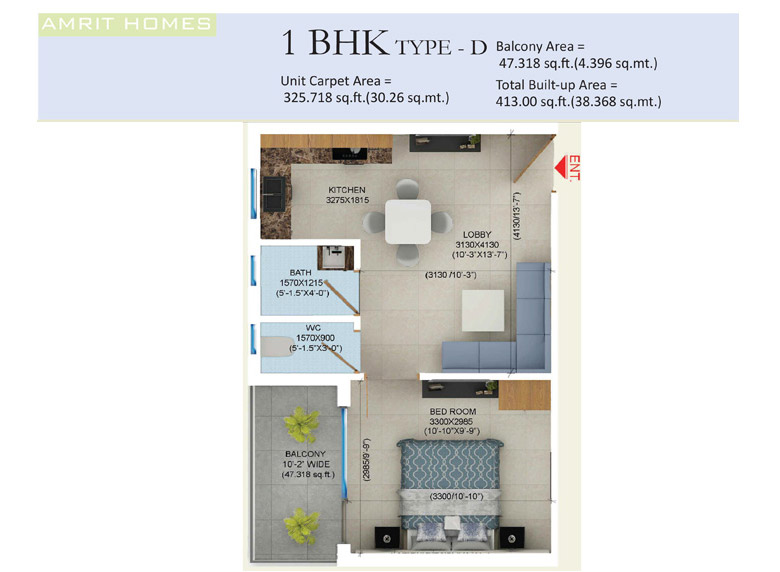 AMRIT HOMES
1 BHK TYPE - D
Unit Carpet Area =
325.718 sq.ft.(30.26 sq.mt.)
Balcony Area =
47.318 sq.ft.(4.396 sq.mt.)
Total Built-up Area =
413.00 sq.ft.(38.368 sq.mt.)
ENT.
KITCHEN
3275X1815
(4130/13'-7")
LOBBY
3130X4130
(10'-3"X13'-7")
(3130 /10'-3")
BATH
1570X1215
(5'-1.5"X4'-0")
WC
1570X900
(5'-1.5"X3'-0")
BED ROOM
3300X2985
(10'-10"X9'-9")
BALCONY
10'-2" WIDE
(47.318 sq.ft.)
(2985/9'-9")
(3300/10'-10")